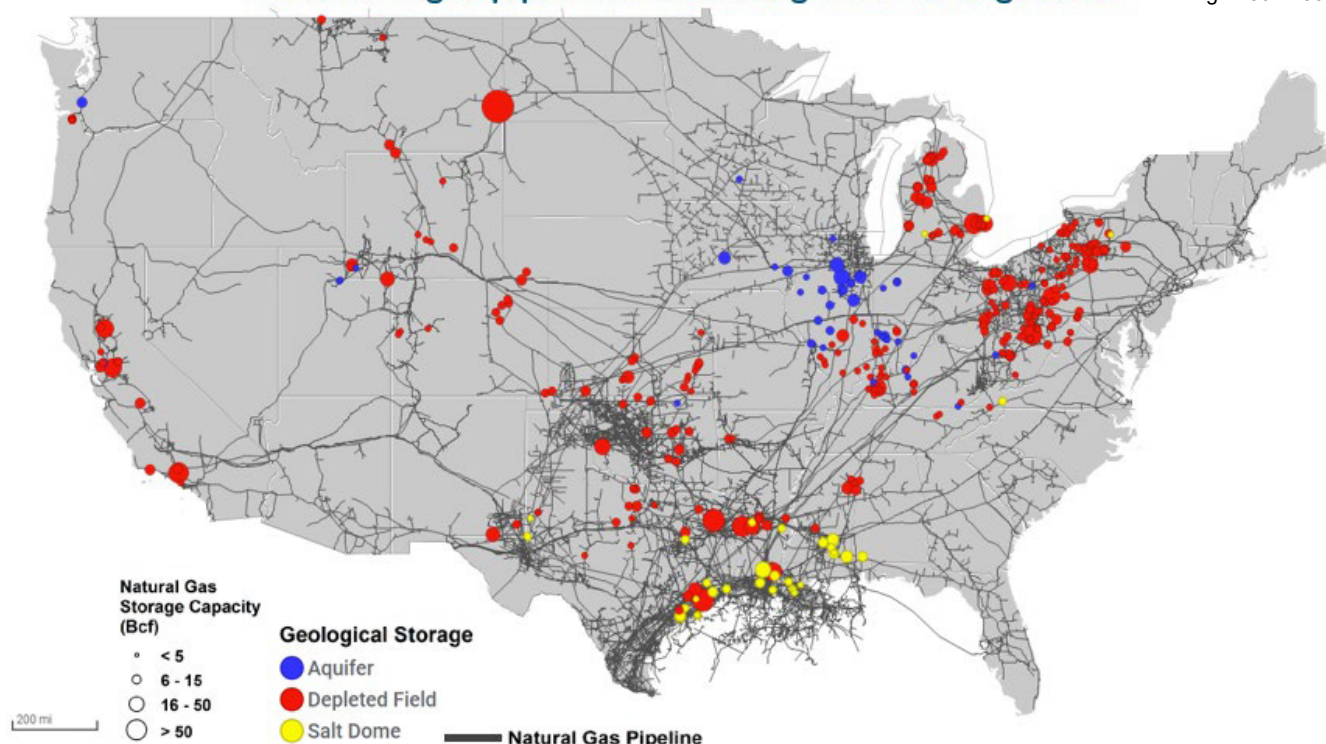 Natural Gas
Storage Capacity
(Bcf)
< 5
6 - 15
16 - 50
> 50
Geological Storage
Aquifer
Depleted Field
Salt Dome
Natural Gas Pipeline
200 mi